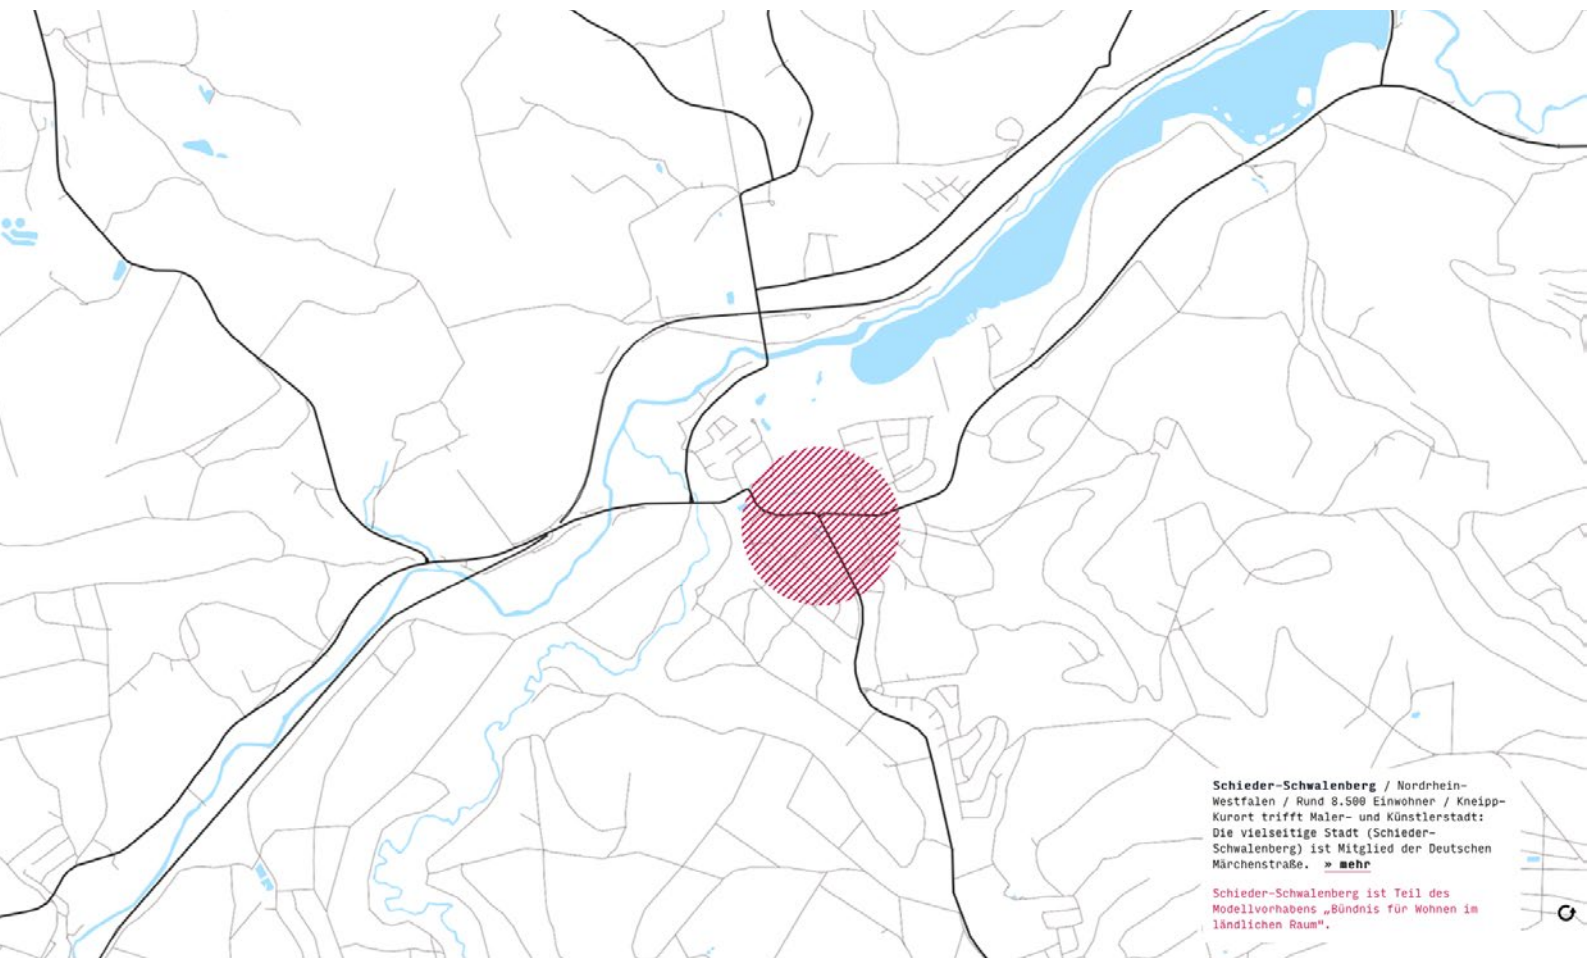 Schieder-Schwalenberg / Nordrhein-
Westfalen / Rund 8.500 Einwohner / Kneipp-
Kurort trifft Maler- und Künstlerstadt:
Die vielseitige Stadt (Schieder-
Schwalenberg) ist Mitglied der Deutschen
Märchenstraße. » mehr
Schieder-Schwalenberg ist Teil des
Modellvorhabens „Bündnis für Wohnen im
ländlichen Raum".